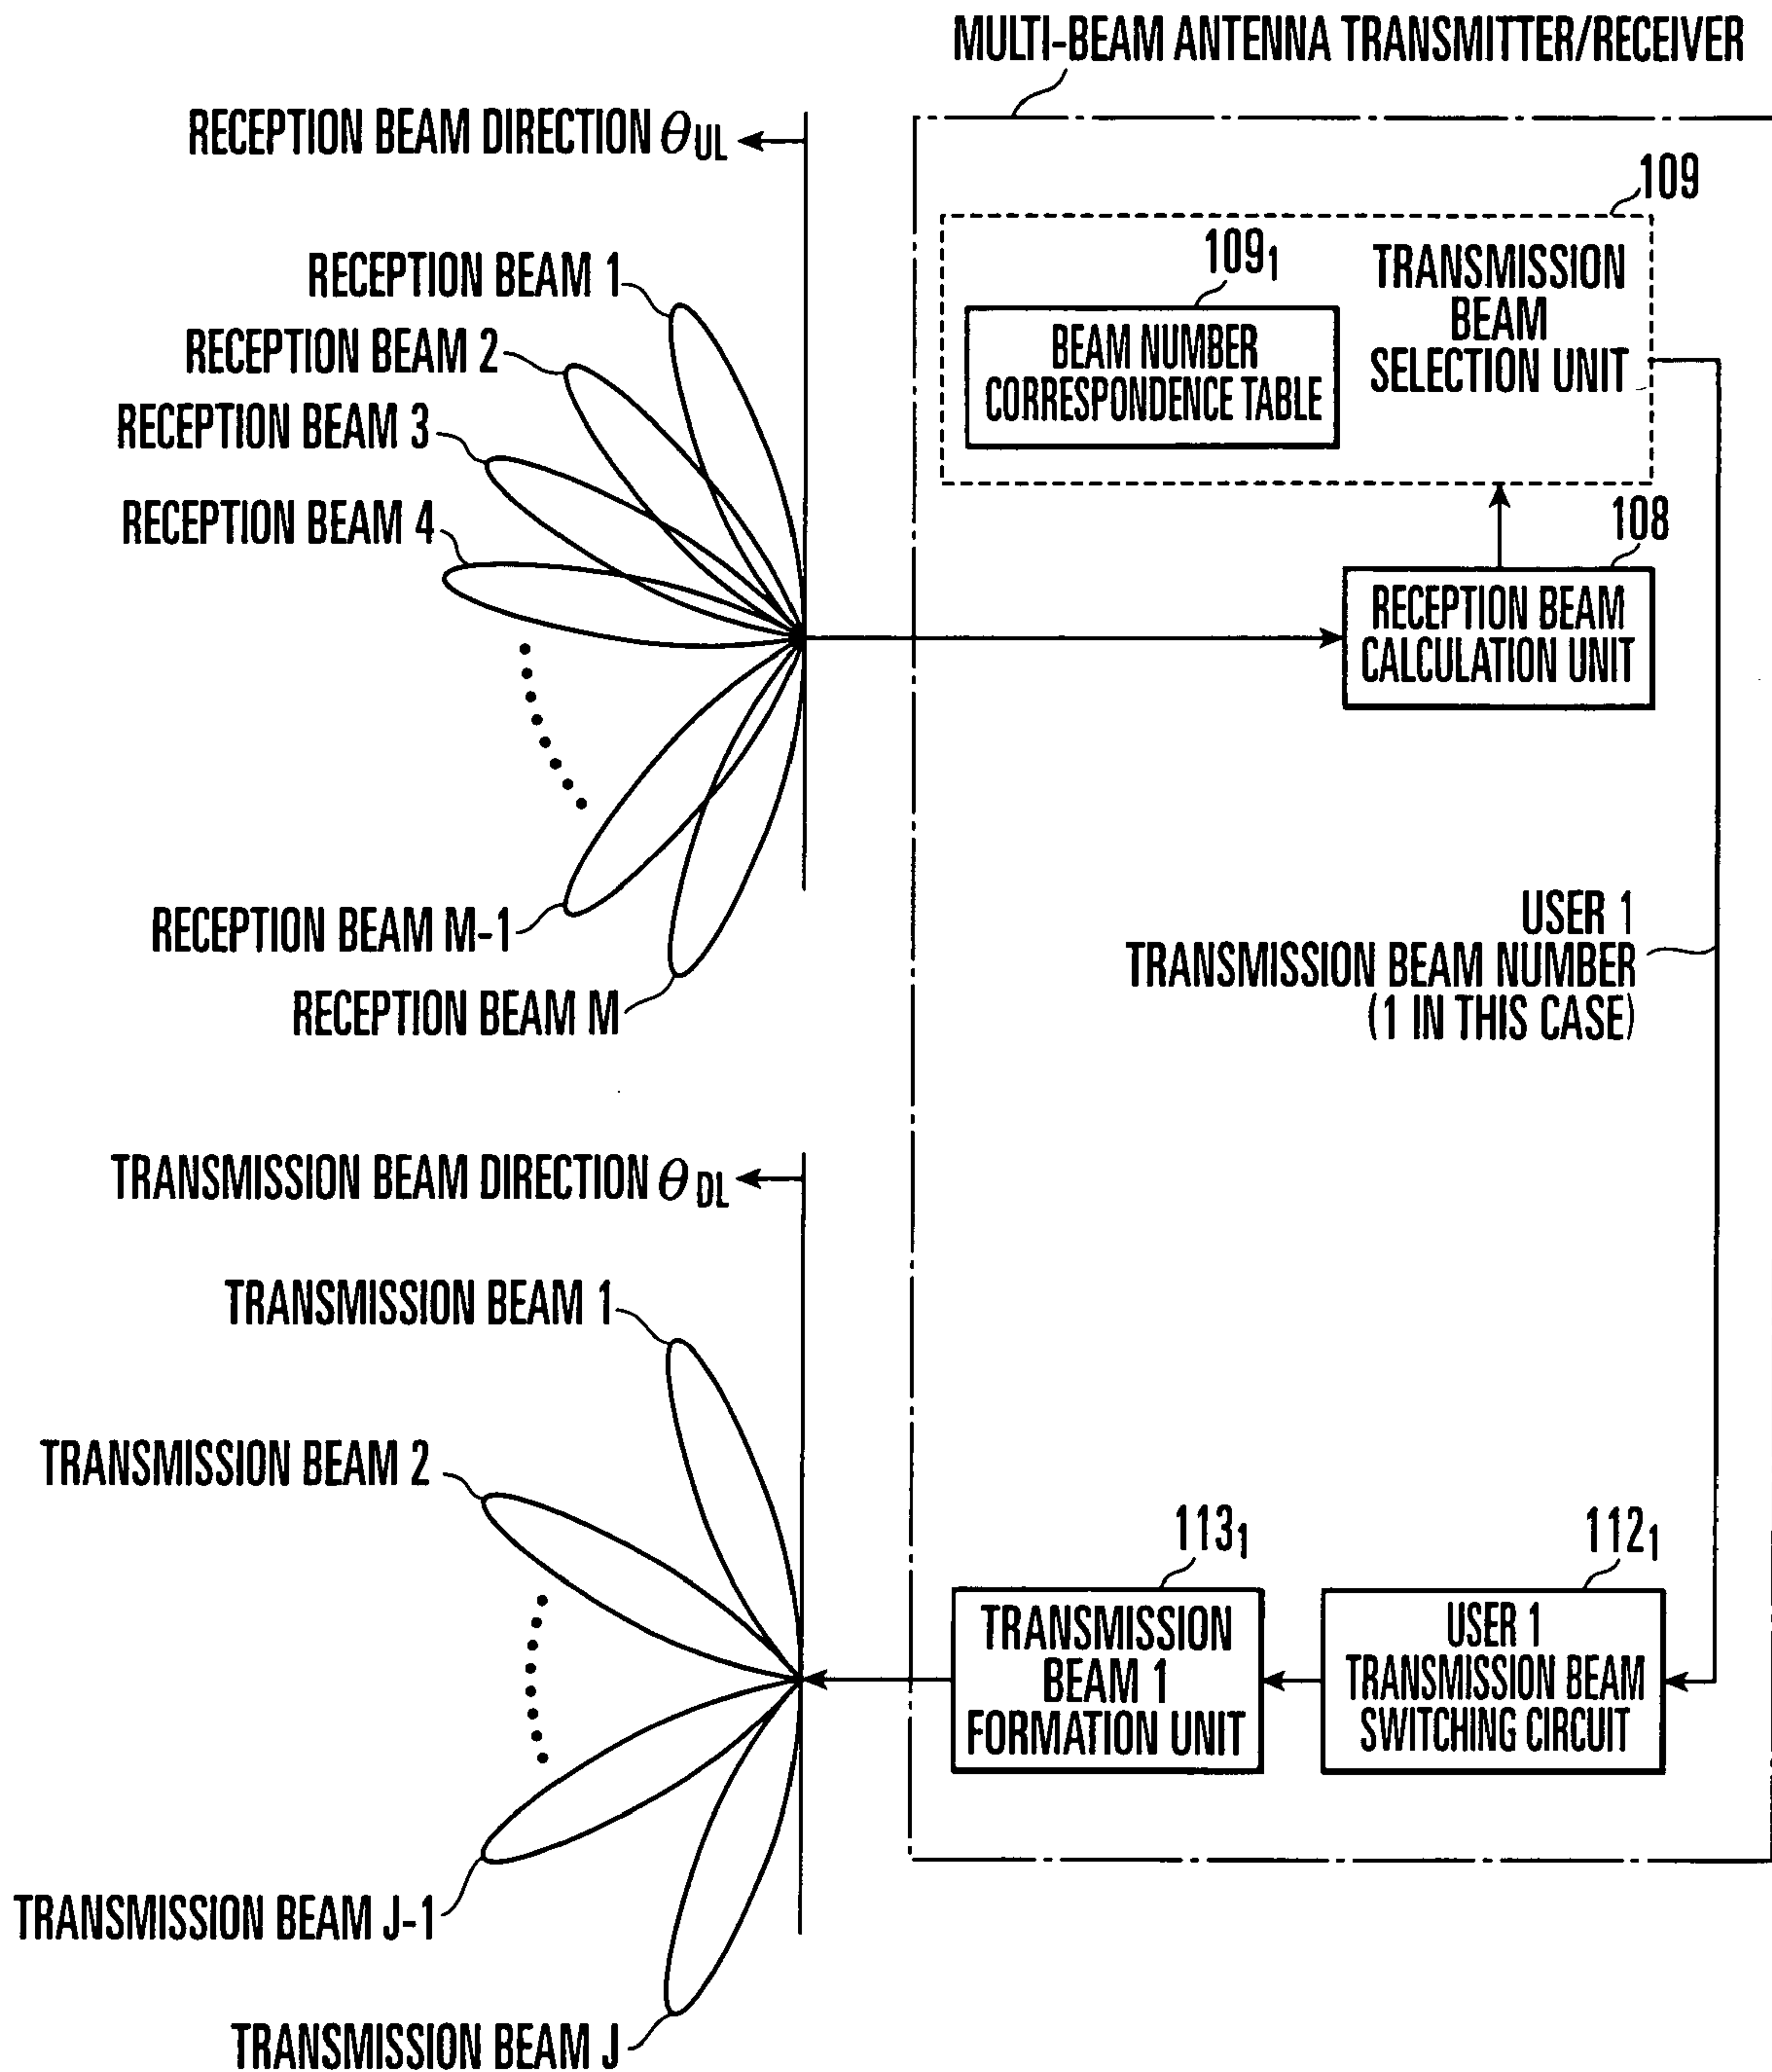 MULTI-BEAM ANTENNA TRANSMITTER/RECEIVER
RECEPTION BEAM DIRECTION θUL
109
109₁
RECEPTION BEAM 1
TRANSMISSION
BEAM
SELECTION UNIT
BEAM NUMBER
CORRESPONDENCE TABLE
RECEPTION BEAM 2
RECEPTION BEAM 3
RECEPTION BEAM 4
108
RECEPTION BEAM
CALCULATION UNIT
RECEPTION BEAM M-1
RECEPTION BEAM M
USER 1
TRANSMISSION BEAM NUMBER
(1 IN THIS CASE)
TRANSMISSION BEAM DIRECTION θDL
TRANSMISSION BEAM 1
TRANSMISSION BEAM 2
113₁
112₁
TRANSMISSION
BEAM 1
FORMATION UNIT
USER 1
TRANSMISSION BEAM
SWITCHING CIRCUIT
TRANSMISSION BEAM J-1
TRANSMISSION BEAM J